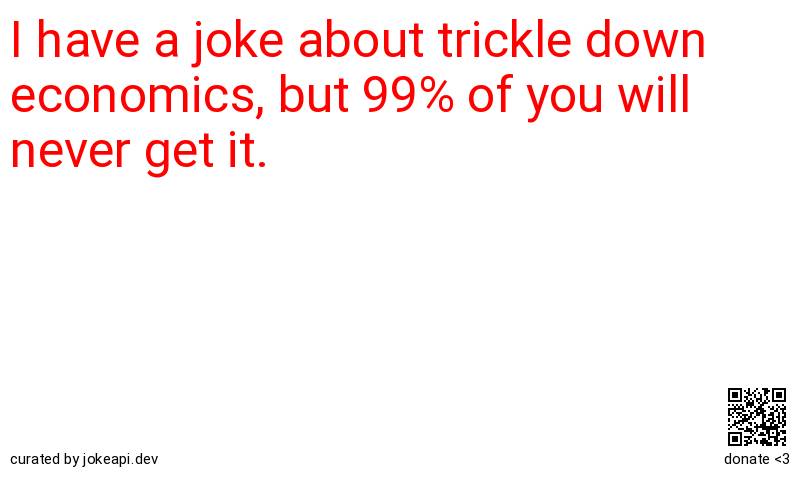 I have a joke about trickle down
economics, but 99% of you will
never get it.
curated by jokeapi.dev
donate <3